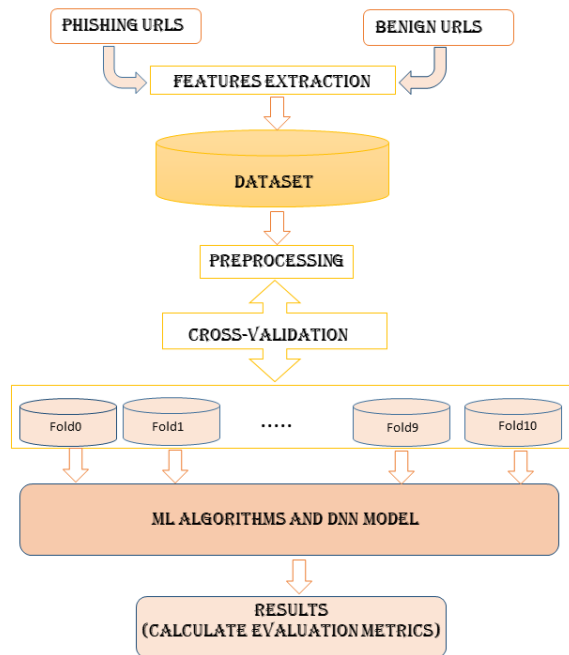 PHISHING URLS
BENIGN URLS
FEATURES EXTRACTION
DATASET
PREPROCESSING
CROSS-VALIDATION
Fold0
Fold1
.....
Fold9
Fold10
ML ALGORITHMS AND DNN MODEL
RESULTS
(CALCULATE EVALUATION METRICS)